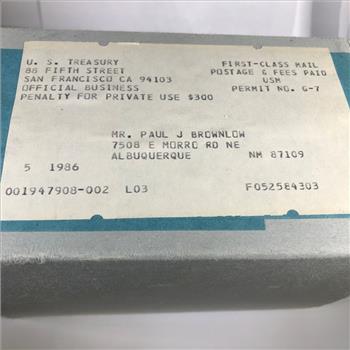 U. S. TREASURY
88 FIFTH STREET
SAN FRANCISCO CA 94103
OFFICIAL BUSINESS
PENALTY FOR PRIVATE USE $300
FIRST-CLASS MAIL
POSTAGE & FEES PAID
USM
PERMIT NO. G-7
MR. PAUL J BROWNLOW
7508 E MORRO RD NE
ALBUQUERQUE NM 87109
5 1986
001947908-002 L03 F052584303